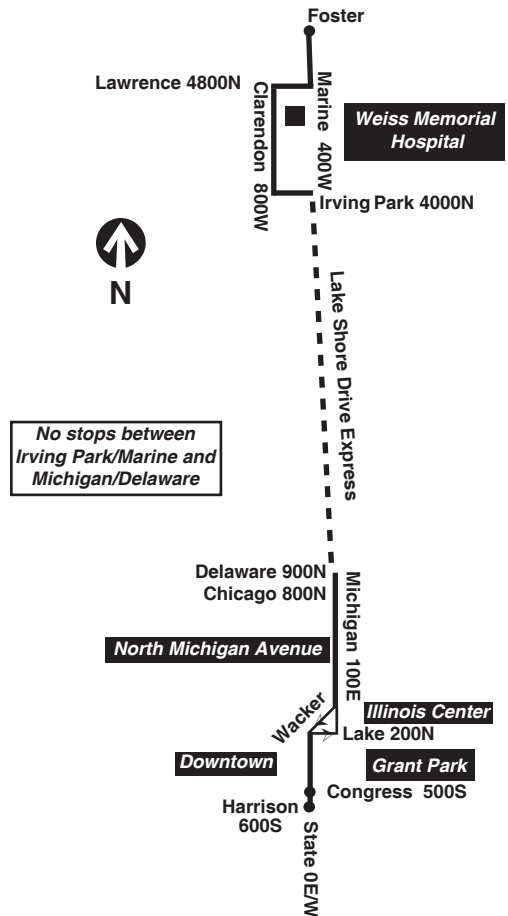 Foster
Lawrence 4800N
Marine 400W
Clarendon 800W
Weiss Memorial
Hospital
Irving Park 4000N
N
Lake Shore Drive Express
No stops between
Irving Park/Marine and
Michigan/Delaware
Delaware 900N
Chicago 800N
Michigan 100E
North Michigan Avenue
Wacker
Illinois Center
Lake 200N
Downtown
Grant Park
Congress 500S
Harrison
600S
State 0E/W